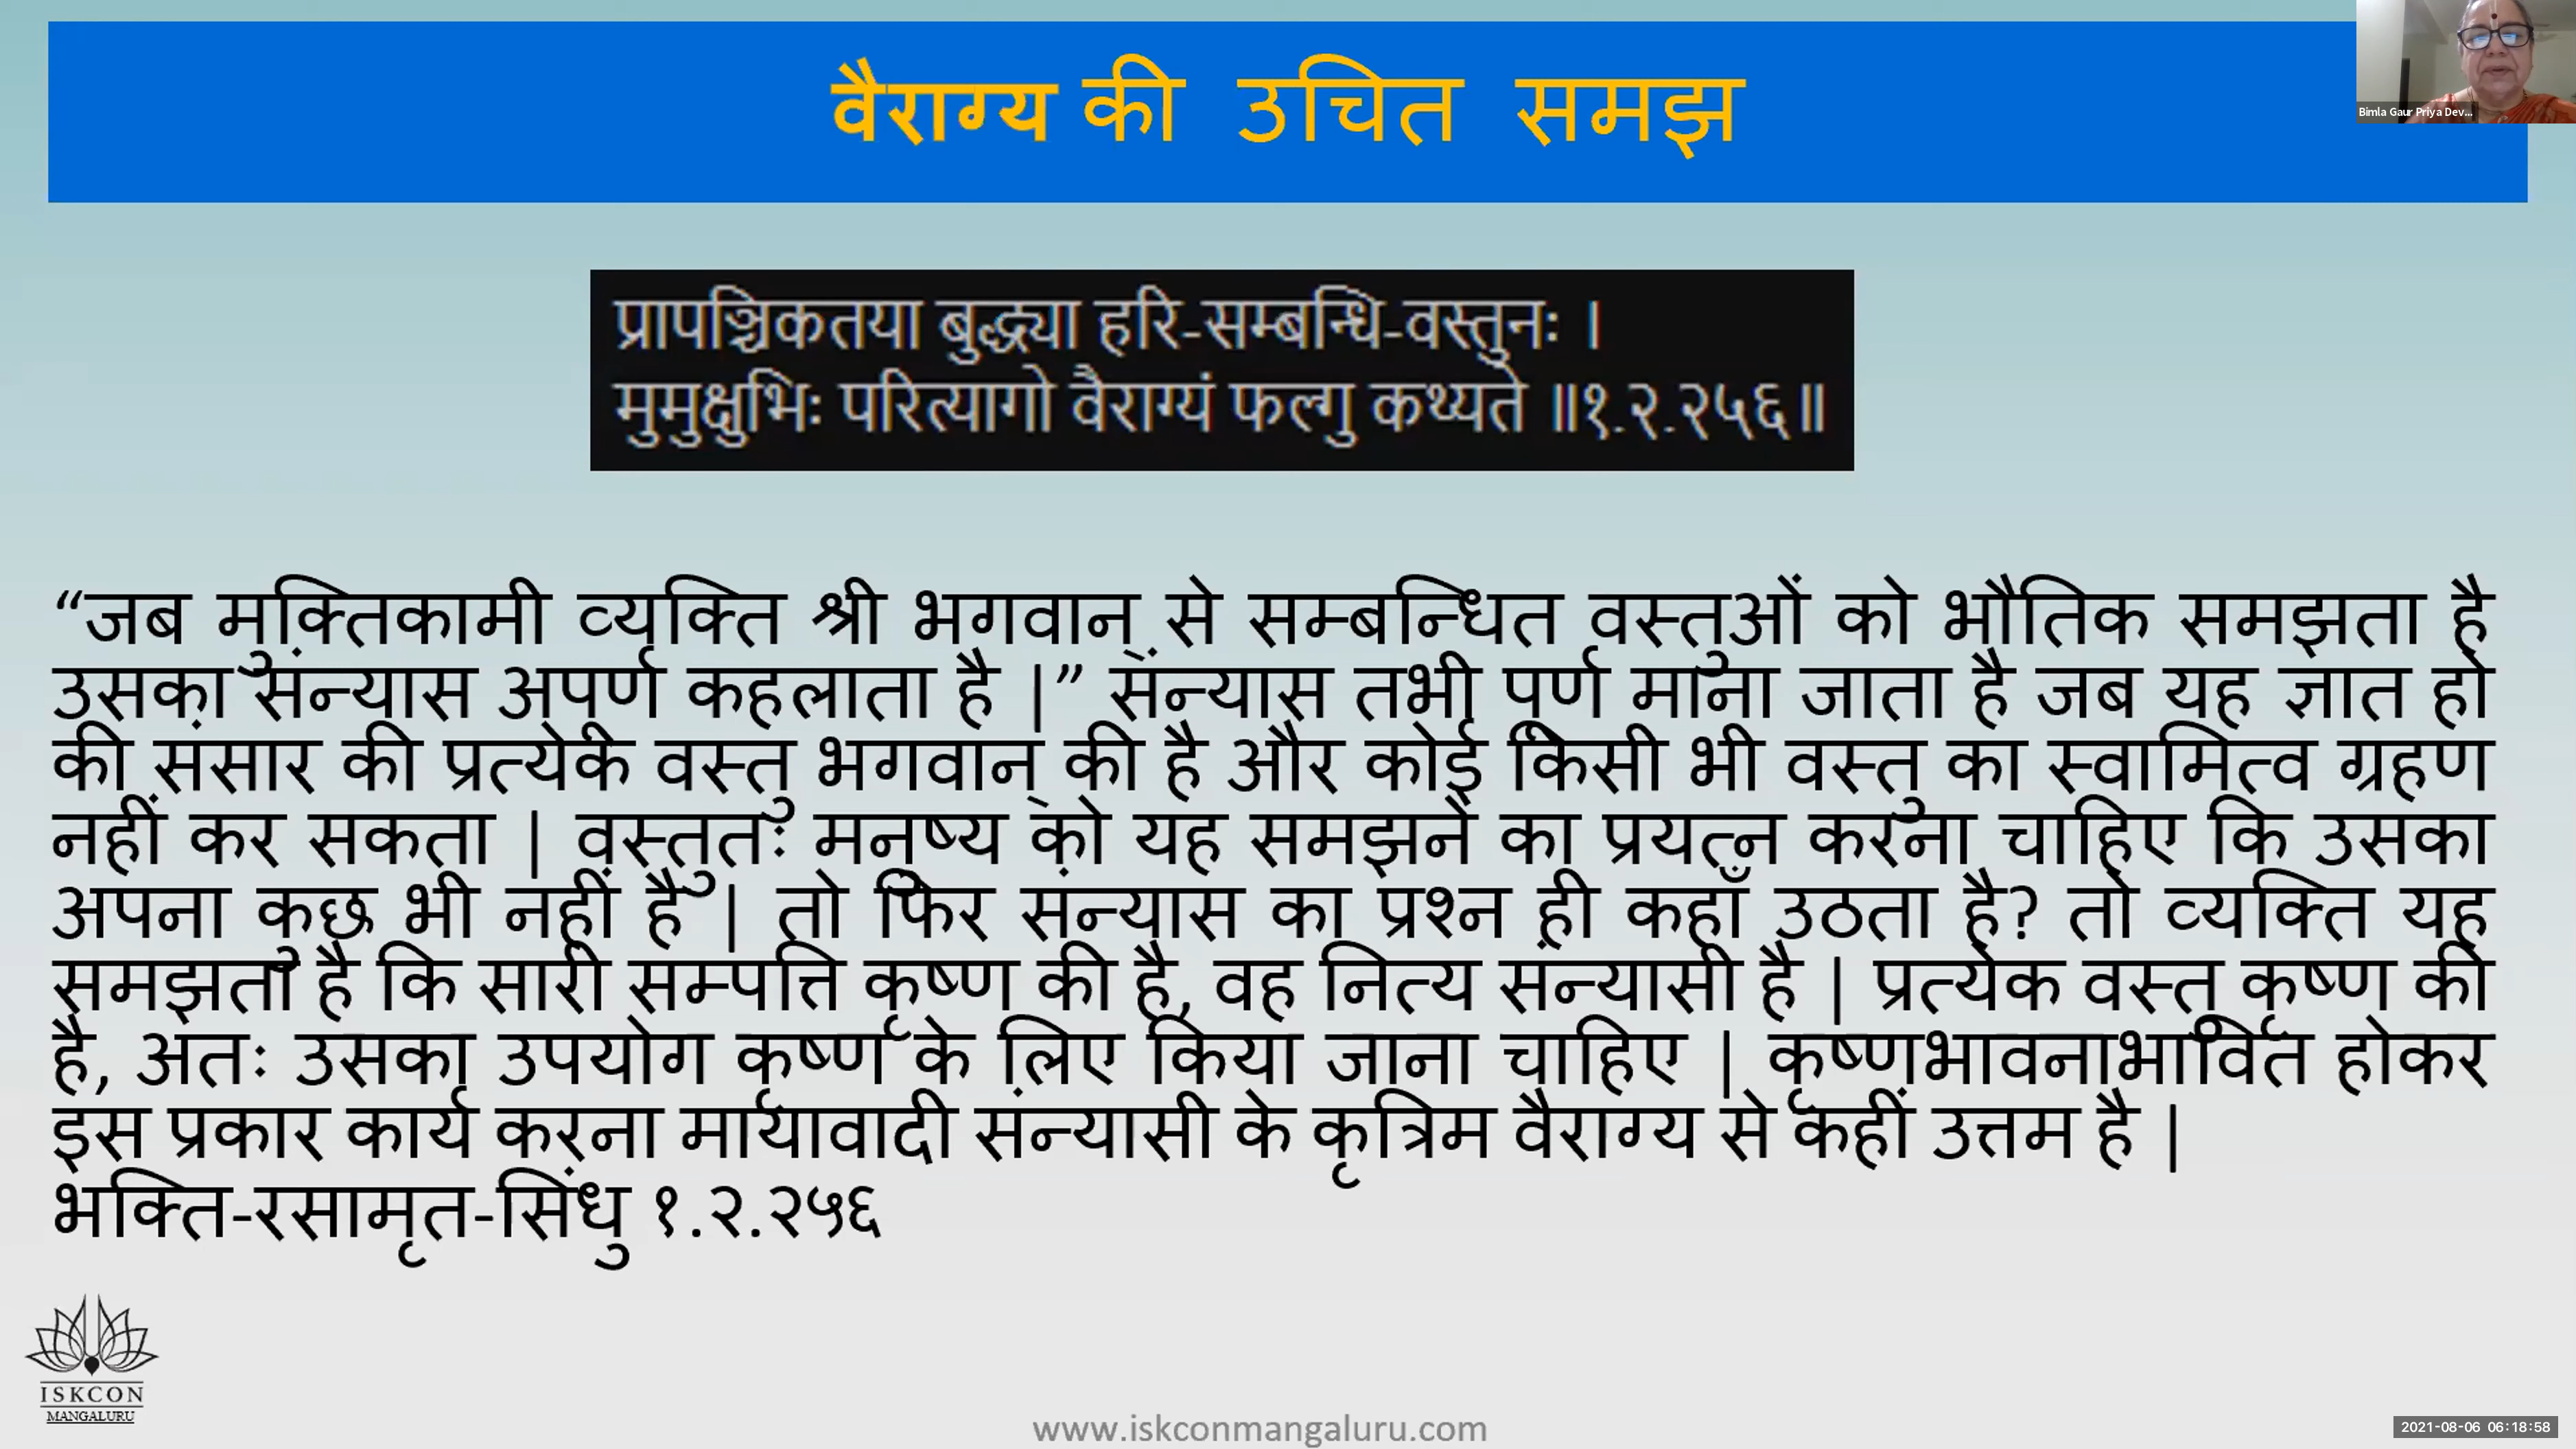 वैराग्य की उचित समझ
Bimla Gaur Priya Dev...
प्रापञ्चिकतया बुद्ध्या हरि-सम्बन्धि-वस्तुनः ।
मुमुक्षुभिः परित्यागो वैराग्यं फल्गु कथ्यते ॥१.२.२५६॥
“जब मुक्तिकामी व्यक्ति श्री भगवान् से सम्बन्धित वस्तुओं को भौतिक समझता है
उसका संन्यास अपूर्ण कहलाता है |” संन्यास तभी पूर्ण माना जाता है जब यह ज्ञात हो
की संसार की प्रत्येक वस्तु भगवान् की है और कोई किसी भी वस्तु का स्वामित्व ग्रहण
नहीं कर सकता | वस्तुतः मनुष्य को यह समझने का प्रयत्न करना चाहिए कि उसका
अपना कुछ भी नहीं है | तो फिर संन्यास का प्रश्न ही कहाँ उठता है? तो व्यक्ति यह
समझता है कि सारी सम्पत्ति कृष्ण की है, वह नित्य संन्यासी है | प्रत्येक वस्तु कृष्ण की
है, अतः उसका उपयोग कृष्ण के लिए किया जाना चाहिए | कृष्णभावनाभावित होकर
इस प्रकार कार्य करना मायावादी संन्यासी के कृत्रिम वैराग्य से कहीं उत्तम है |
भक्ति-रसामृत-सिंधु १.२.२५६
ISKCON
MANGALURU
www.iskconmangaluru.com
2021-08-06 06:18:58